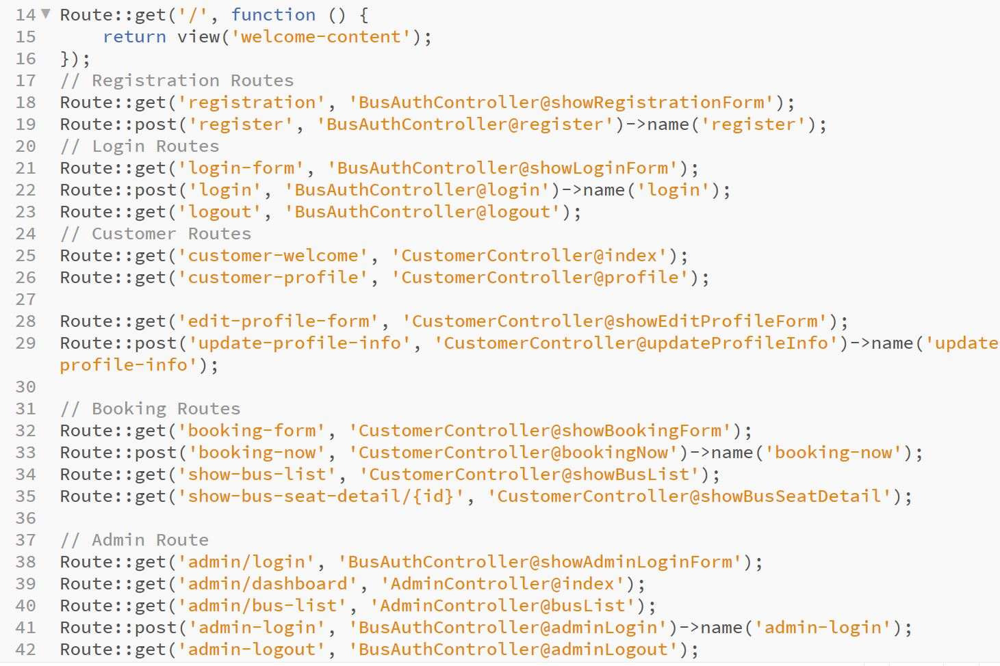 14 Route::get('/', function () {
15 return view('welcome-content');
16 });
17 // Registration Routes
18 Route::get('registration', 'BusAuthController@showRegistrationForm');
19 Route::post('register', 'BusAuthController@register')->name('register');
20 // Login Routes
21 Route::get('login-form', 'BusAuthController@showLoginForm');
22 Route::post('login', 'BusAuthController@login')->name('login');
23 Route::get('logout', 'BusAuthController@logout');
24 // Customer Routes
25 Route::get('customer-welcome', 'CustomerController@index');
26 Route::get('customer-profile', 'CustomerController@profile');
27
28 Route::get('edit-profile-form', 'CustomerController@showEditProfileForm');
29 Route::post('update-profile-info', 'CustomerController@updateProfileInfo')->name('update
profile-info');
30
31 // Booking Routes
32 Route::get('booking-form', 'CustomerController@showBookingForm');
33 Route::post('booking-now', 'CustomerController@bookingNow')->name('booking-now');
34 Route::get('show-bus-list', 'CustomerController@showBusList');
35 Route::get('show-bus-seat-detail/{id}', 'CustomerController@showBusSeatDetail');
36
37 // Admin Route
38 Route::get('admin/login', 'BusAuthController@showAdminLoginForm');
39 Route::get('admin/dashboard', 'AdminController@index');
40 Route::get('admin/bus-list', 'AdminController@busList');
41 Route::post('admin-login', 'BusAuthController@adminLogin')->name('admin-login');
42 Route::get('admin-logout', 'BusAuthController@adminLogout');